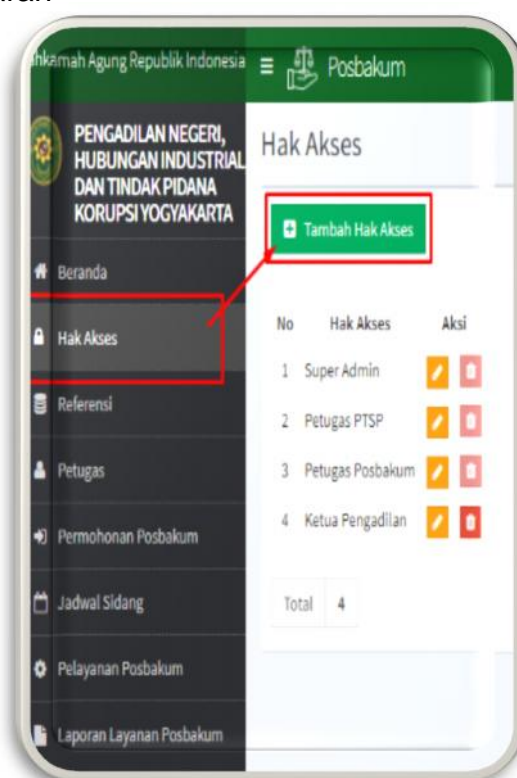 Mahkamah Agung Republik Indonesia
Posbakum
PENGADILAN NEGERI,
HUBUNGAN INDUSTRIAL
DAN TINDAK PIDANA
KORUPSI YOGYAKARTA
Beranda
Hak Akses
Referensi
Petugas
Permohonan Posbakum
Jadwal Sidang
Pelayanan Posbakum
Laporan Layanan Posbakum
Hak Akses
Tambah Hak Akses
No Hak Akses Aksi
1 Super Admin
2 Petugas PTSP
3 Petugas Posbakum
4 Ketua Pengadilan
Total 4